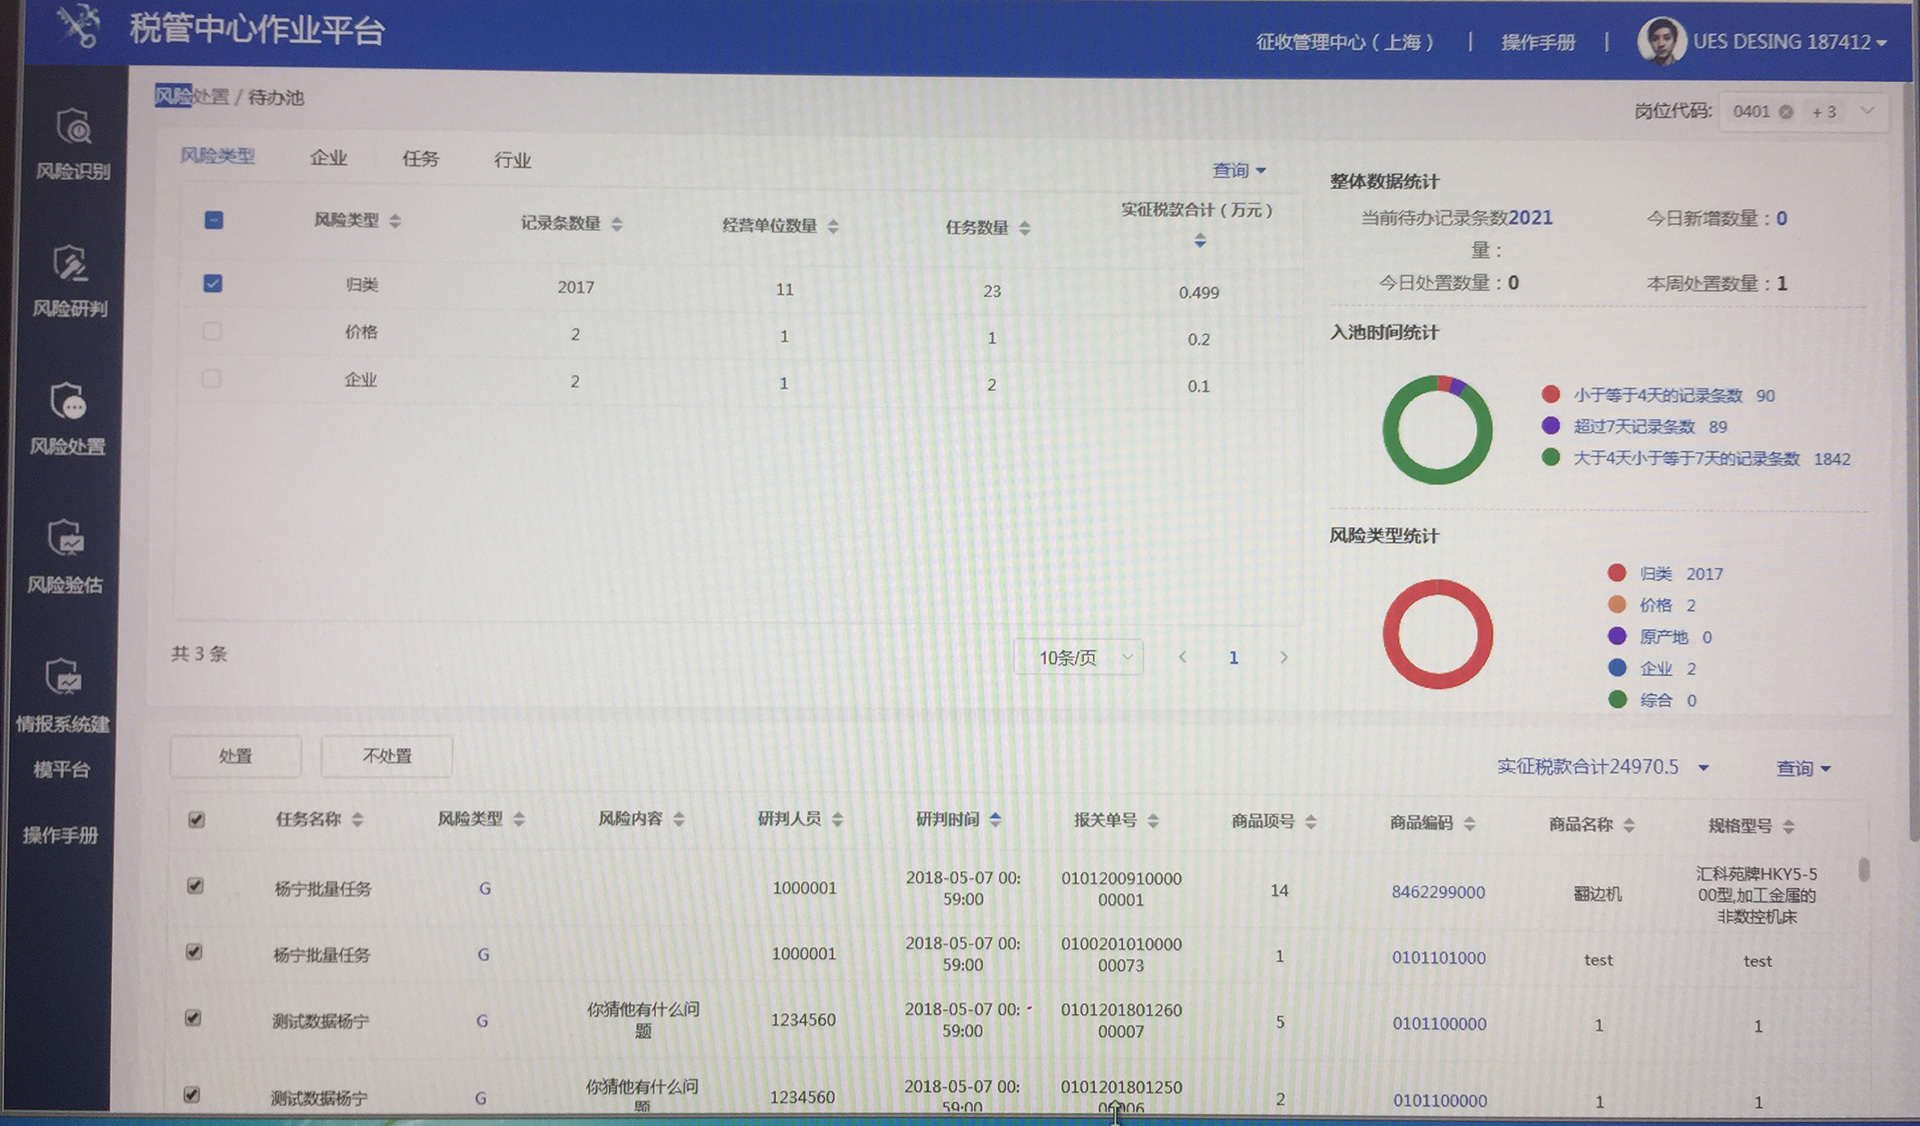 税管中心作业平台
征收管理中心（上海） | 操作手册 | UES DESING 187412
风险识别
风险研判
风险处置
风险验估
情报系统建
模平台
操作手册
风险处置 / 待办池
岗位代码: 0401 + 3
风险类型 企业 任务 行业
查询
风险类型 记录条数量 经营单位数量 任务数量 实征税款合计（万元）
归类 2017 11 23 0.499
价格 2 1 1 0.2
企业 2 1 2 0.1
共 3 条
10条/页 1
整体数据统计
当前待办记录条数2021
量：
今日新增数量：0
今日处置数量：0
本周处置数量：1
入池时间统计
小于等于4天的记录条数 90
超过7天记录条数 89
大于4天小于等于7天的记录条数 1842
风险类型统计
归类 2017
价格 2
原产地 0
企业 2
综合 0
处置 不处置
实征税款合计24970.5 查询
任务名称 风险类型 风险内容 研判人员 研判时间 报关单号 商品项号 商品编码 商品名称 规格型号
杨宁批量任务 G 1000001 2018-05-07 00:
59:00
0101200910000
00001
14 8462299000 翻边机
汇科苑牌HKY5-5
00型,加工金属的
非数控机床
杨宁批量任务 G 1000001 2018-05-07 00:
59:00
0100201010000
00073
1 0101101000 test test
测试数据杨宁 G
你猜他有什么问
题
1234560 2018-05-07 00:
59:00
0101201801260
00007
5 0101100000 1 1
测试数据杨宁 G
你猜他有什么问
题
1234560 2018-05-07 00:
59:00
0101201801250
00006
2 0101100000 1 1